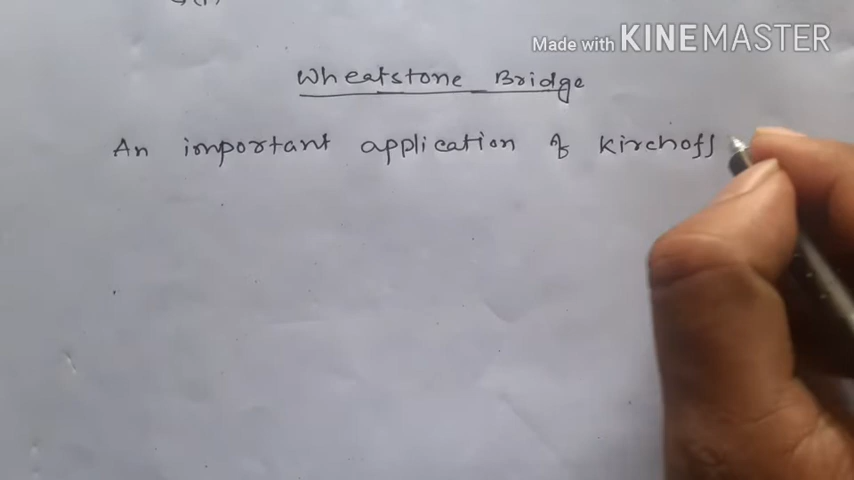 Made with KINEMASTER
Wheatstone Bridge
An important application of Kirchoff